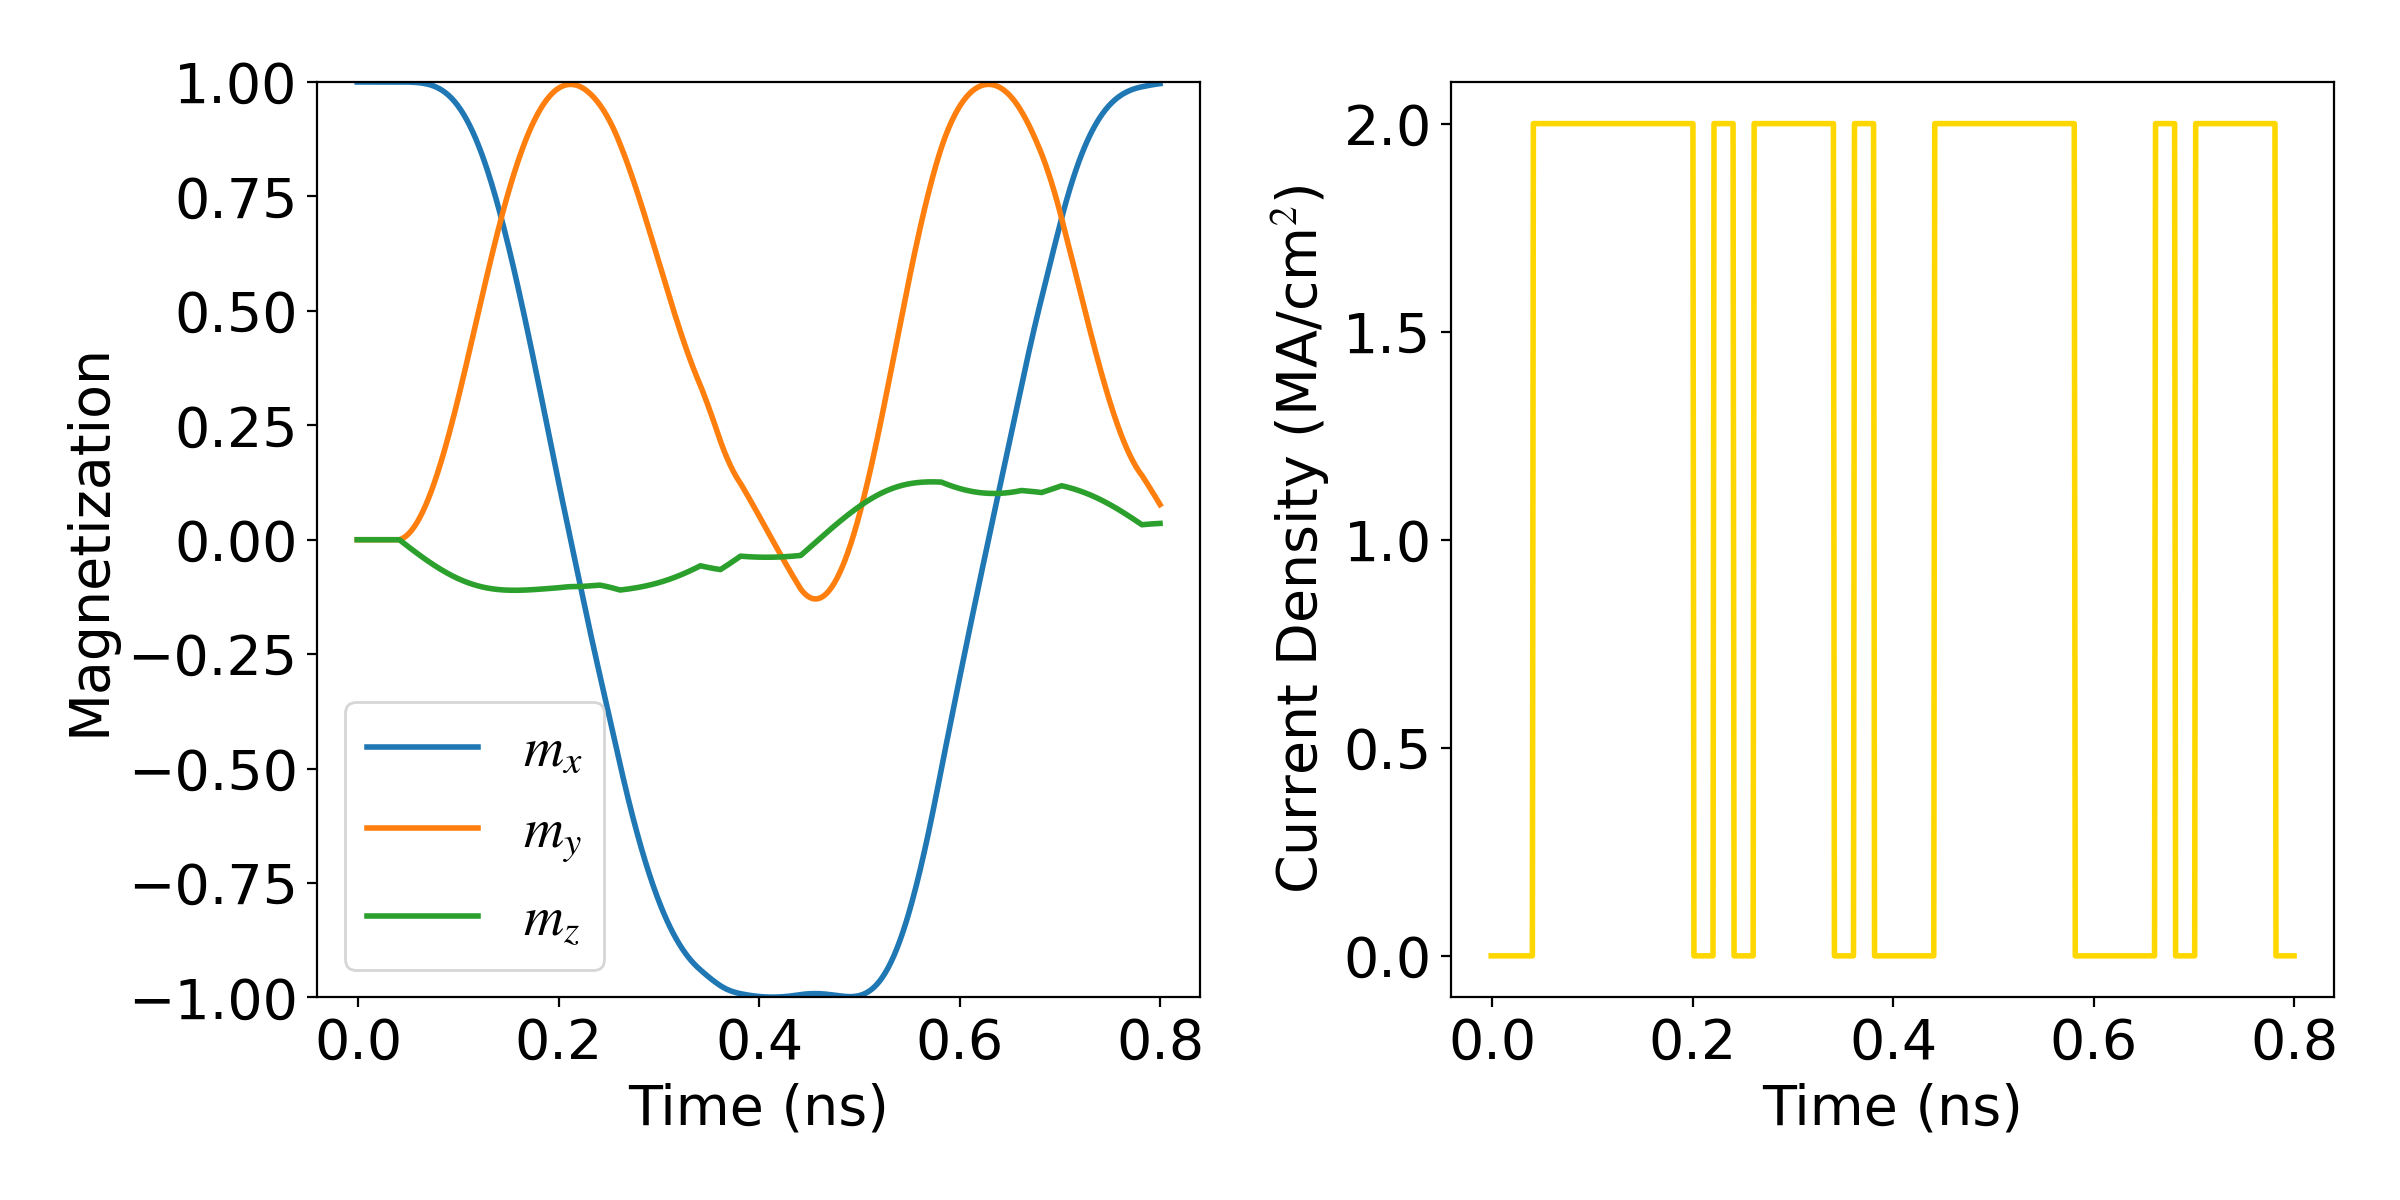 1.00
0.75
0.50
0.25
0.00
−0.25
−0.50
−0.75
−1.00
Magnetization
m_x
m_y
m_z
0.0 0.2 0.4 0.6 0.8
Time (ns)
2.0
1.5
1.0
0.5
0.0
Current Density (MA/cm²)
0.0 0.2 0.4 0.6 0.8
Time (ns)